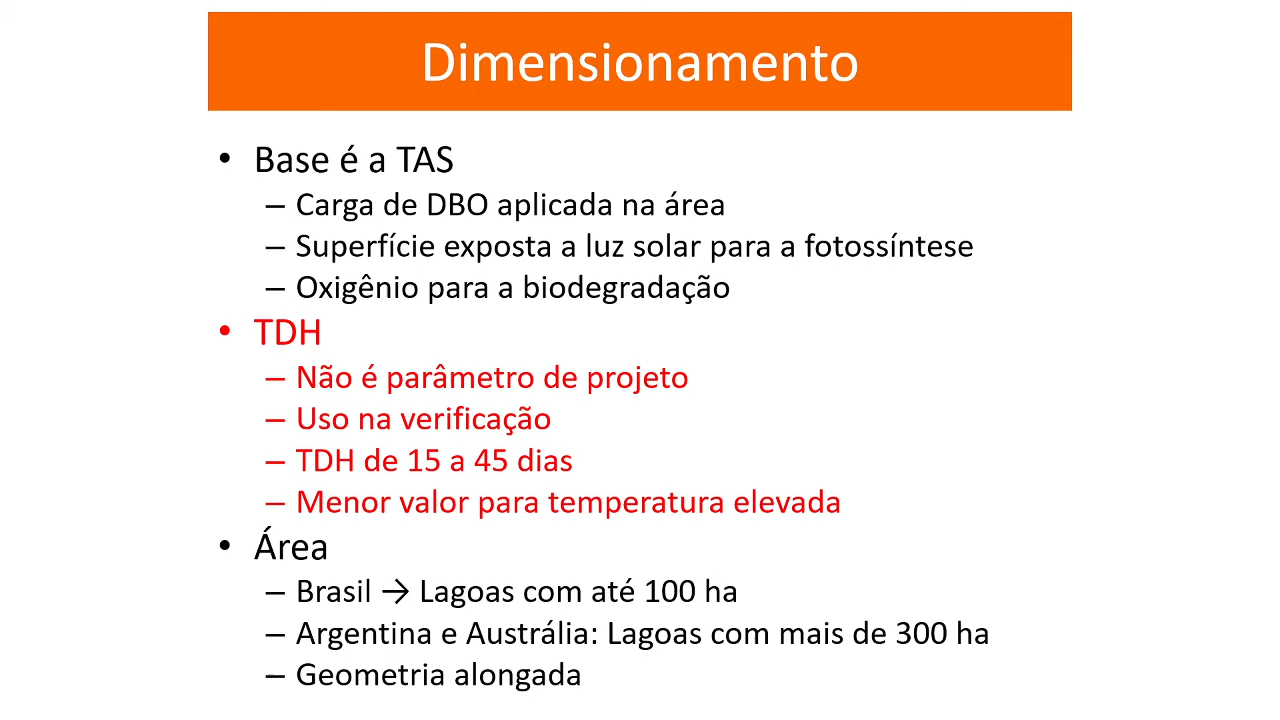 Dimensionamento
• Base é a TAS
– Carga de DBO aplicada na área
– Superfície exposta a luz solar para a fotossíntese
– Oxigênio para a biodegradação
• TDH
– Não é parâmetro de projeto
– Uso na verificação
– TDH de 15 a 45 dias
– Menor valor para temperatura elevada
• Área
– Brasil → Lagoas com até 100 ha
– Argentina e Austrália: Lagoas com mais de 300 ha
– Geometria alongada